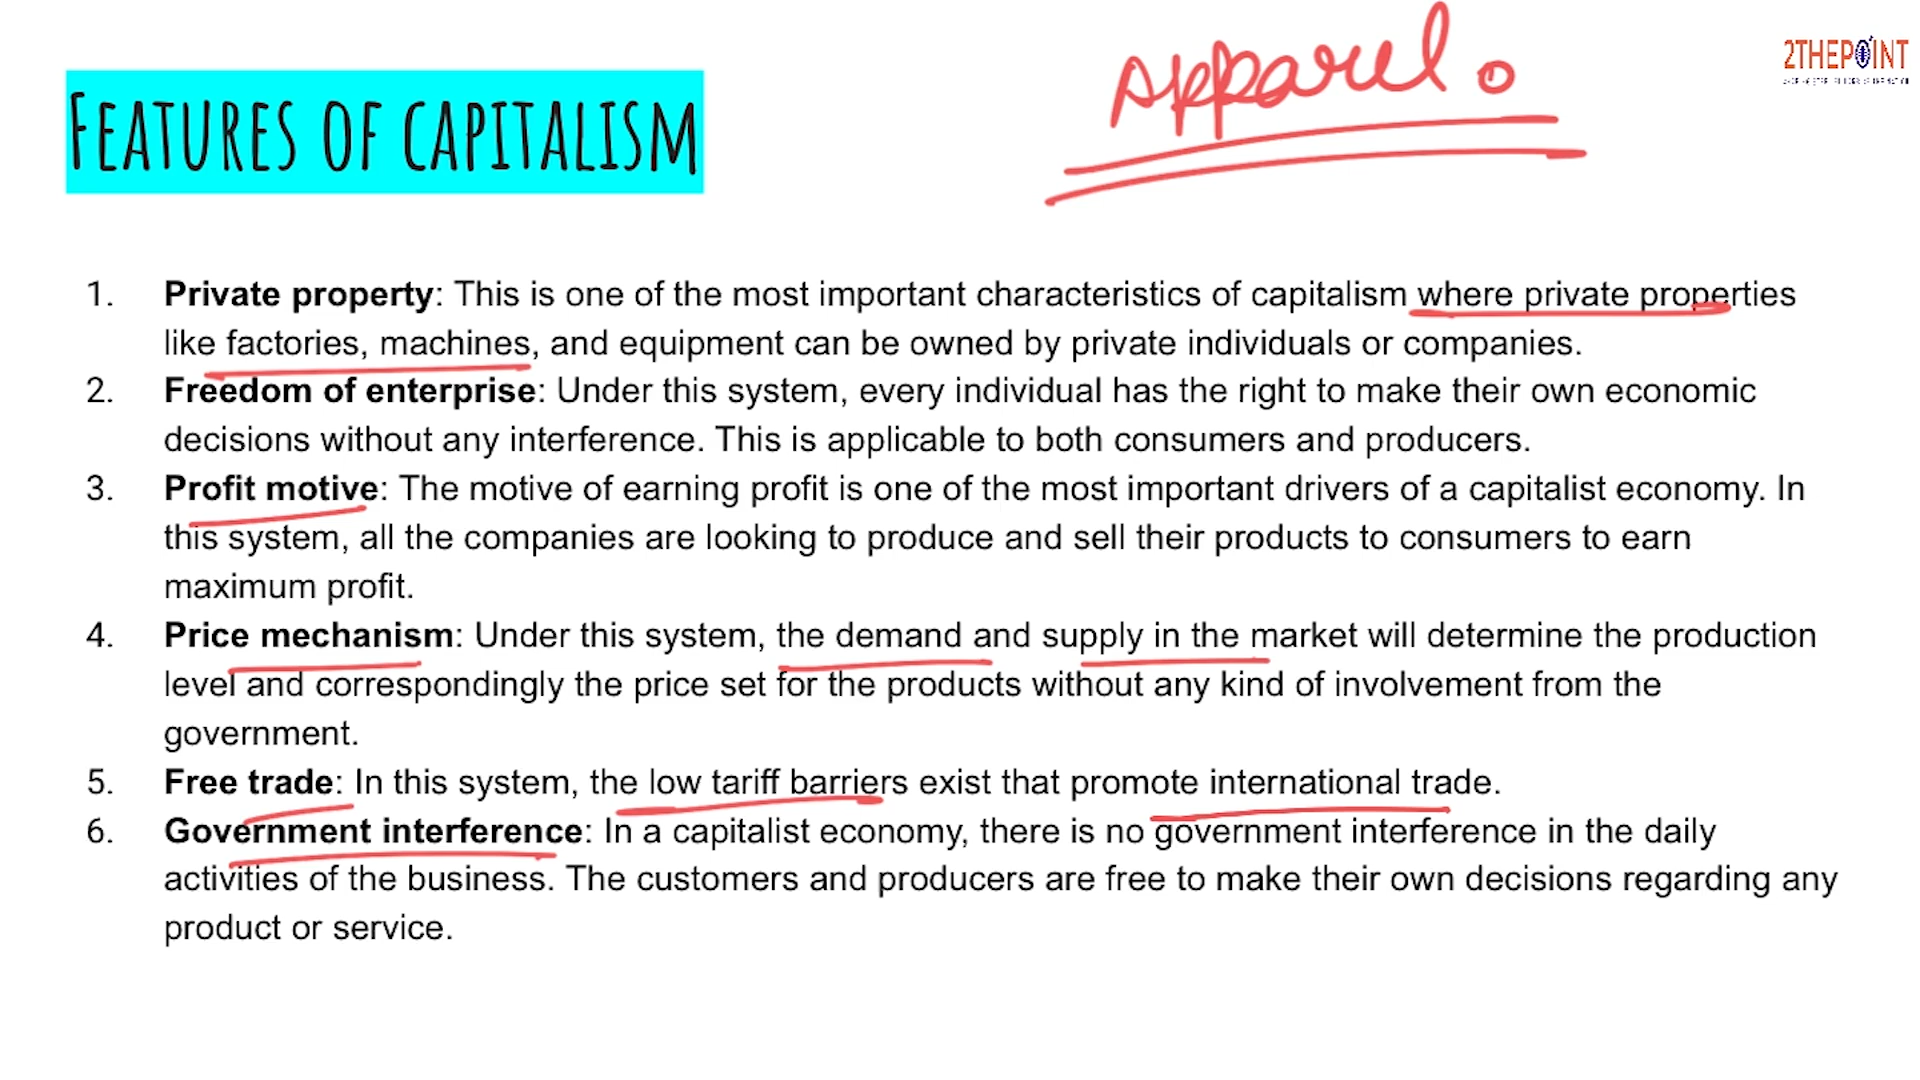 Apparel.
2THEPOINT
FEATURES OF CAPITALISM
1. Private property: This is one of the most important characteristics of capitalism where private properties
like factories, machines, and equipment can be owned by private individuals or companies.
2. Freedom of enterprise: Under this system, every individual has the right to make their own economic
decisions without any interference. This is applicable to both consumers and producers.
3. Profit motive: The motive of earning profit is one of the most important drivers of a capitalist economy. In
this system, all the companies are looking to produce and sell their products to consumers to earn
maximum profit.
4. Price mechanism: Under this system, the demand and supply in the market will determine the production
level and correspondingly the price set for the products without any kind of involvement from the
government.
5. Free trade: In this system, the low tariff barriers exist that promote international trade.
6. Government interference: In a capitalist economy, there is no government interference in the daily
activities of the business. The customers and producers are free to make their own decisions regarding any
product or service.